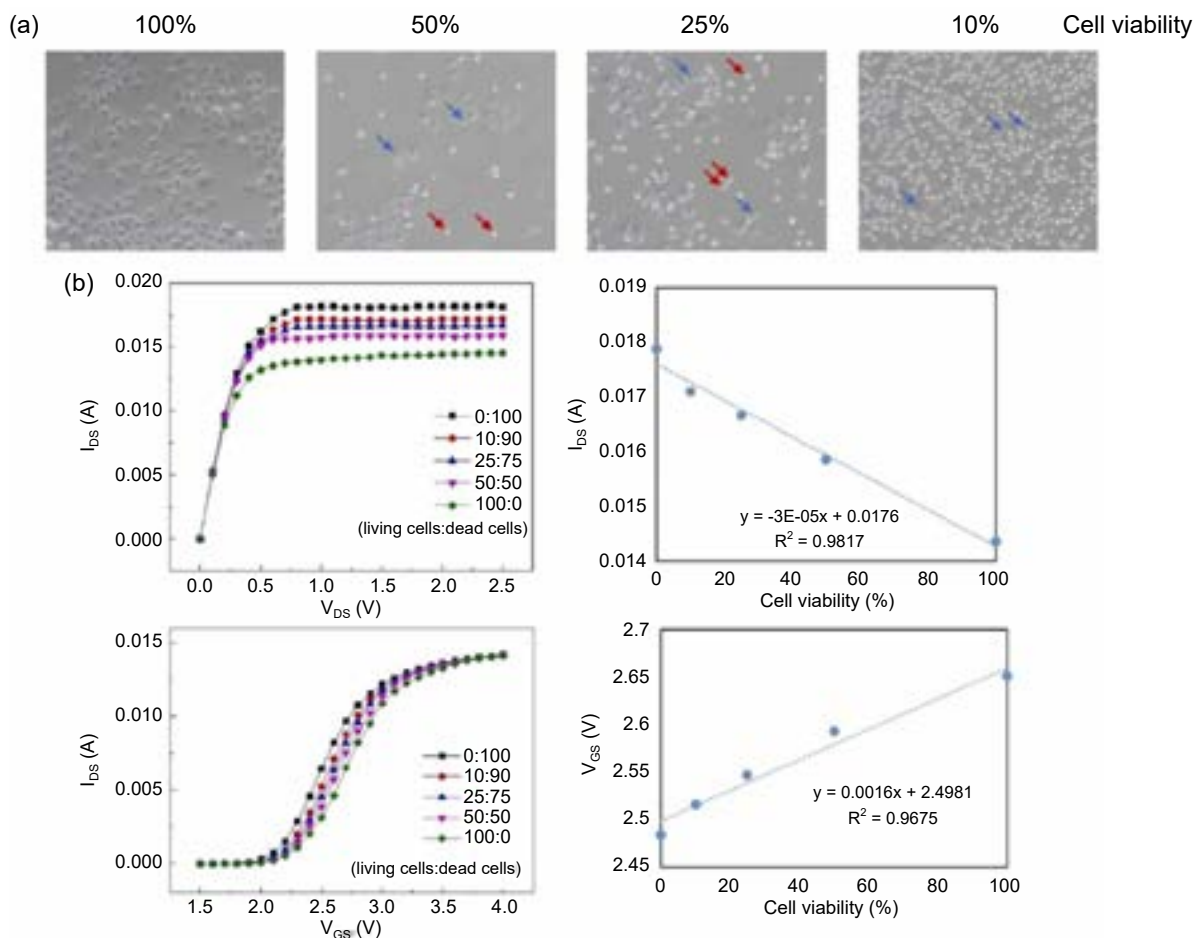 (a) 100% 50% 25% 10% Cell viability
(b)
0.020
0.015
0.010
0.005
0.000
I_DS (A)
0:100
10:90
25:75
50:50
100:0
(living cells:dead cells)
0.0 0.5 1.0 1.5 2.0 2.5
V_DS (V)
0.019
0.018
0.017
0.016
0.015
0.014
I_DS (A)
y = -3E-05x + 0.0176
R² = 0.9817
0 20 40 60 80 100
Cell viability (%)
0.015
0.010
0.005
0.000
I_DS (A)
0:100
10:90
25:75
50:50
100:0
(living cells:dead cells)
1.5 2.0 2.5 3.0 3.5 4.0
V_GS (V)
2.7
2.65
2.6
2.55
2.5
2.45
V_GS (V)
y = 0.0016x + 2.4981
R² = 0.9675
0 20 40 60 80 100
Cell viability (%)